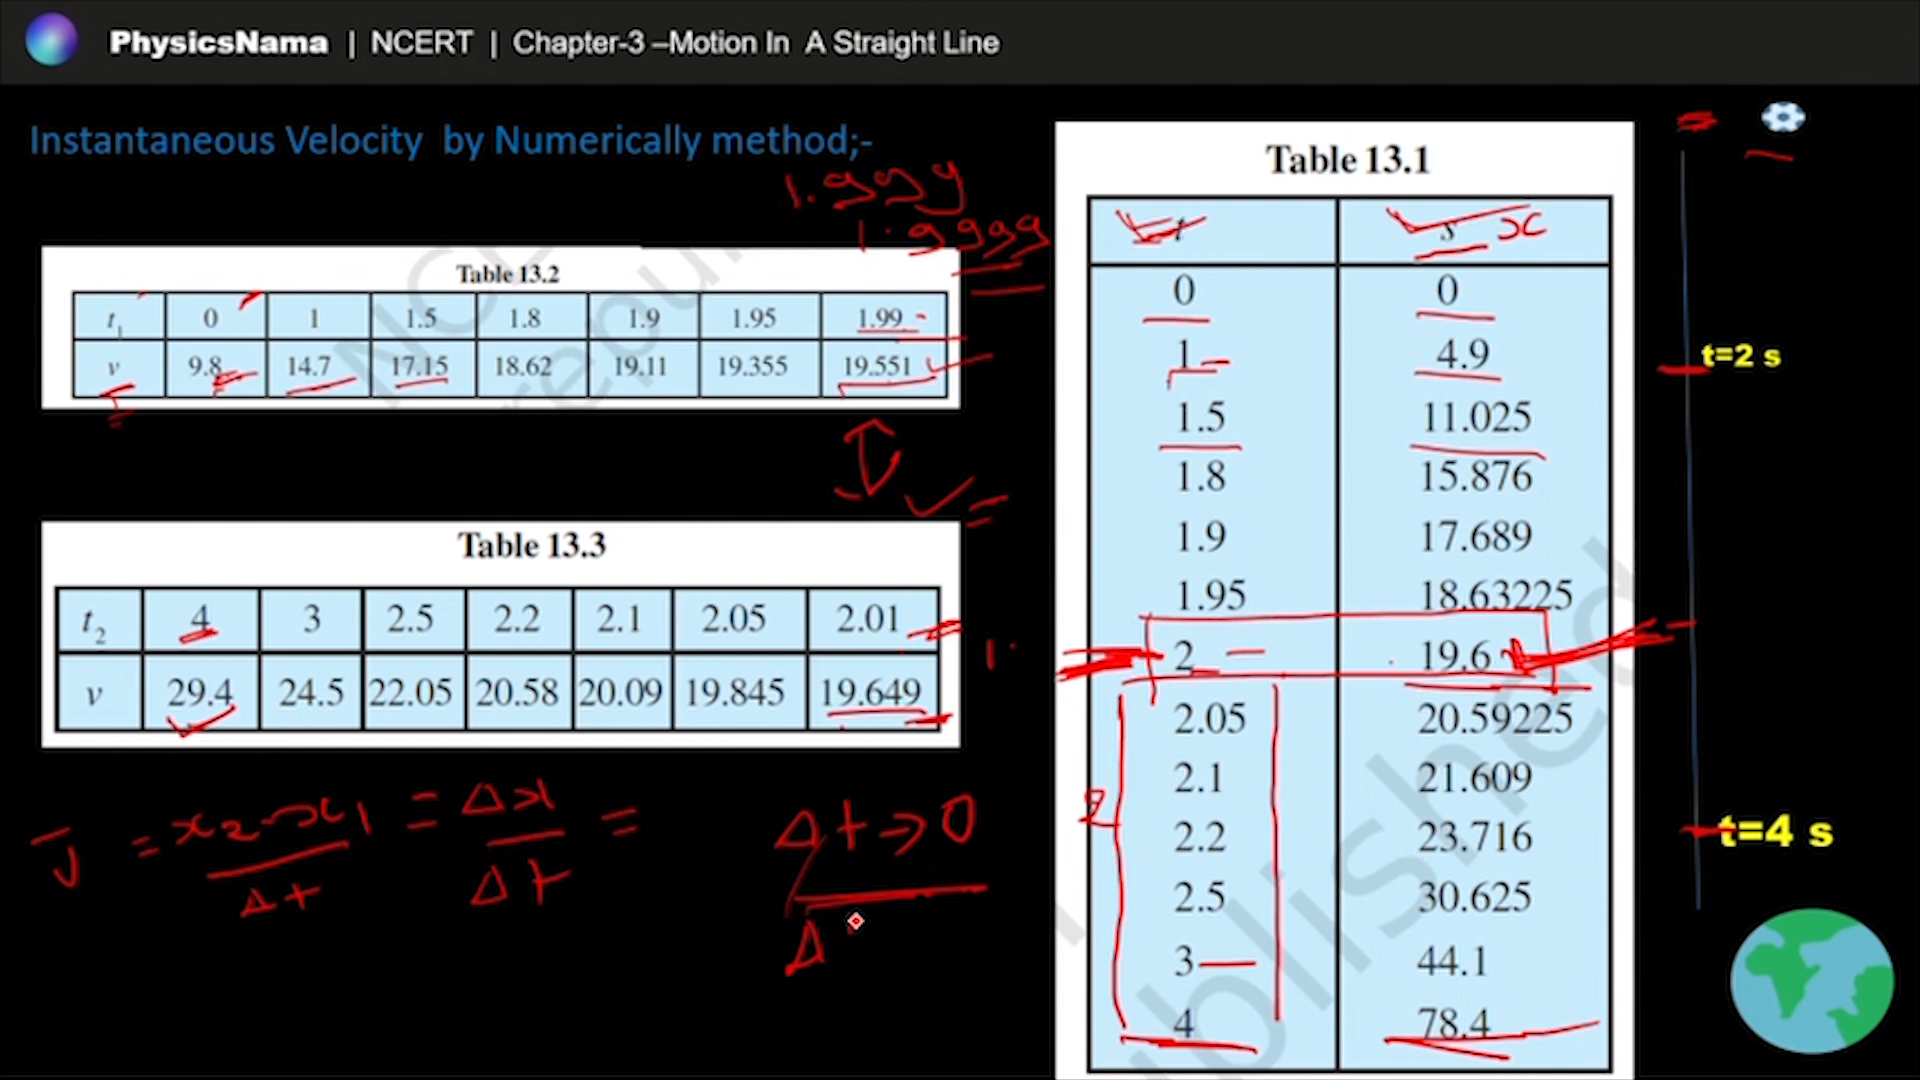 PhysicsNama | NCERT | Chapter-3 –Motion In A Straight Line
Instantaneous Velocity by Numerically method;-
1.999
1.9999
Table 13.2
t₁ 0 1 1.5 1.8 1.9 1.95 1.99
v 9.8 14.7 17.15 18.62 19.11 19.355 19.551
Table 13.3
t₂ 4 3 2.5 2.2 2.1 2.05 2.01
v 29.4 24.5 22.05 20.58 20.09 19.845 19.649
v̄ = x₂-x₁/Δt = Δx/Δt =
Δt→0
Δ
Table 13.1
t s x
0 0
1 4.9
1.5 11.025
1.8 15.876
1.9 17.689
1.95 18.63225
2 19.6
2.05 20.59225
2.1 21.609
2.2 23.716
2.5 30.625
3 44.1
4 78.4
t=2 s
t=4 s